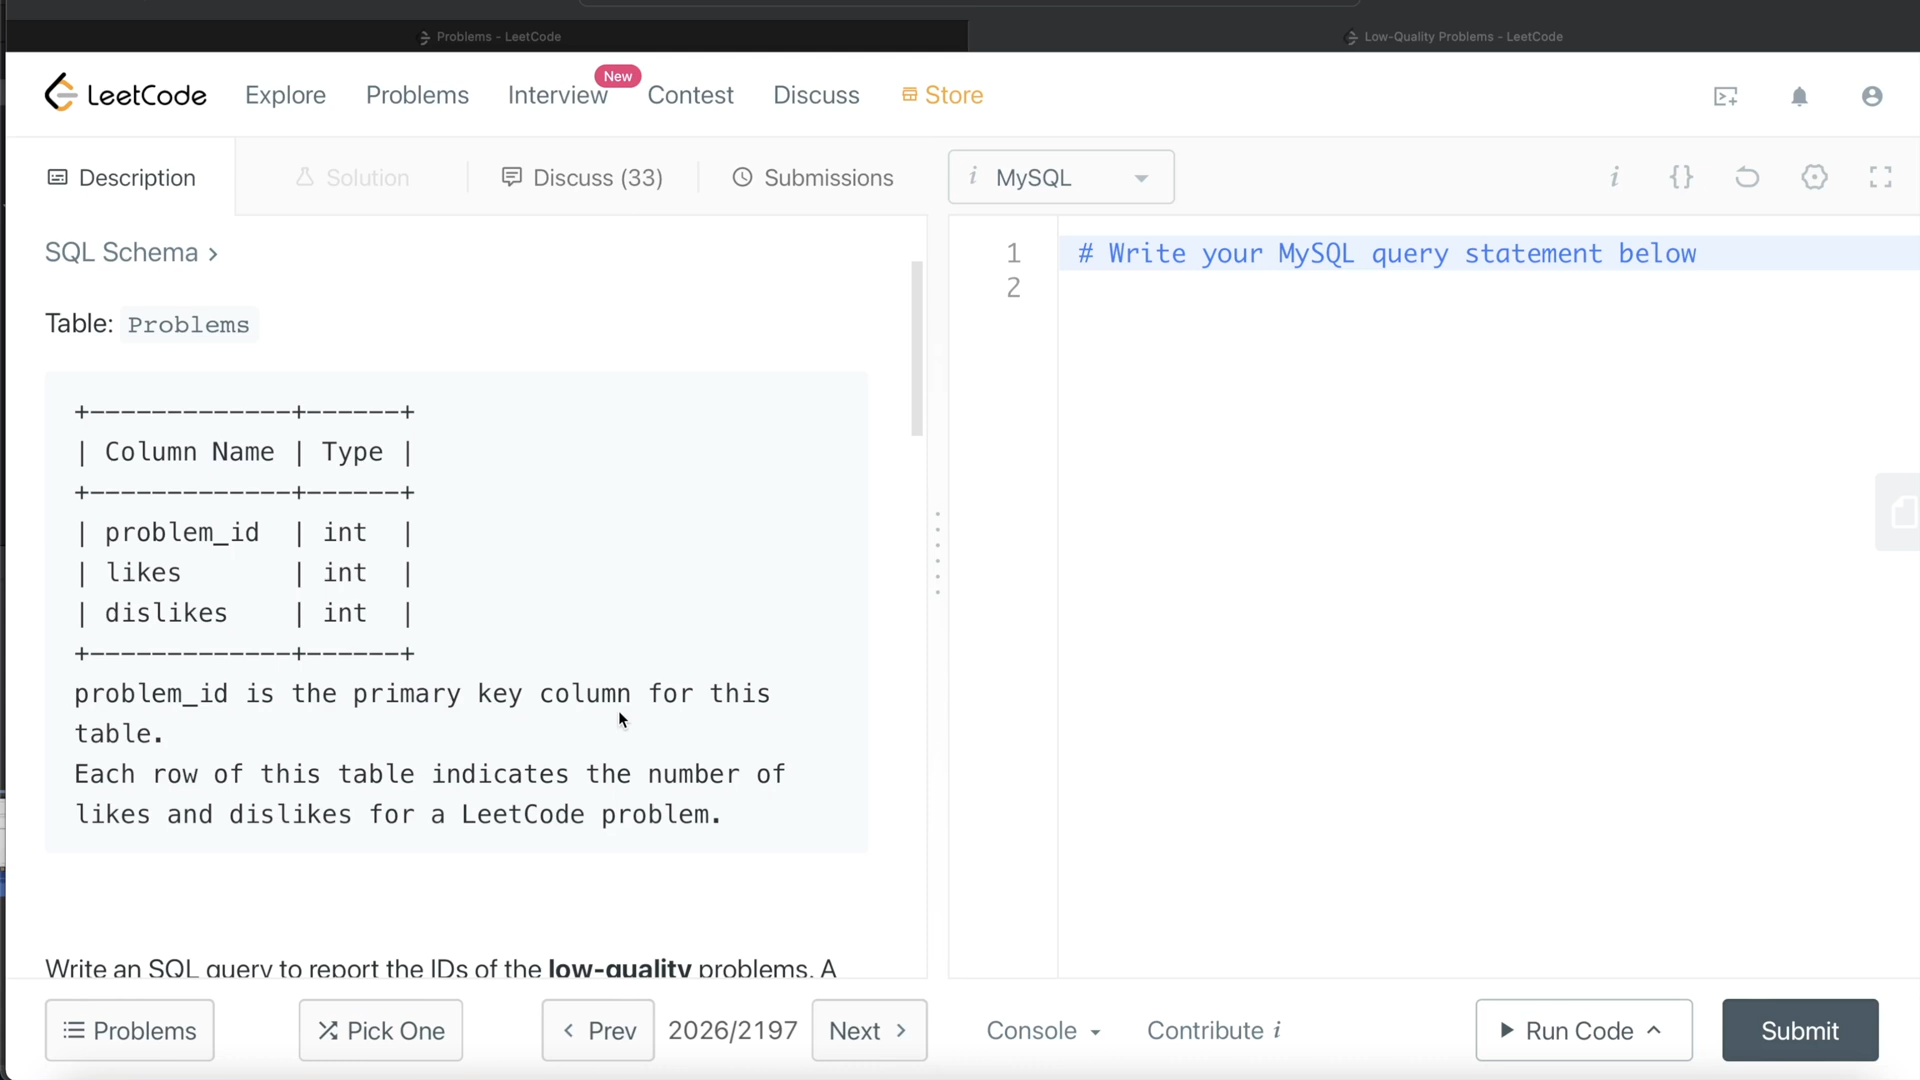 Problems - LeetCode
Low-Quality Problems - LeetCode
LeetCode Explore Problems Interview New Contest Discuss Store
Description Solution Discuss (33) Submissions i MySQL i {}
SQL Schema >
Table: Problems
+-------------+------+
| Column Name | Type |
+-------------+------+
| problem_id | int |
| likes | int |
| dislikes | int |
+-------------+------+
problem_id is the primary key column for this
table.
Each row of this table indicates the number of
likes and dislikes for a LeetCode problem.
Write an SQL query to report the IDs of the low-quality problems. A
1 # Write your MySQL query statement below
2
Problems Pick One < Prev 2026/2197 Next > Console Contribute i Run Code Submit